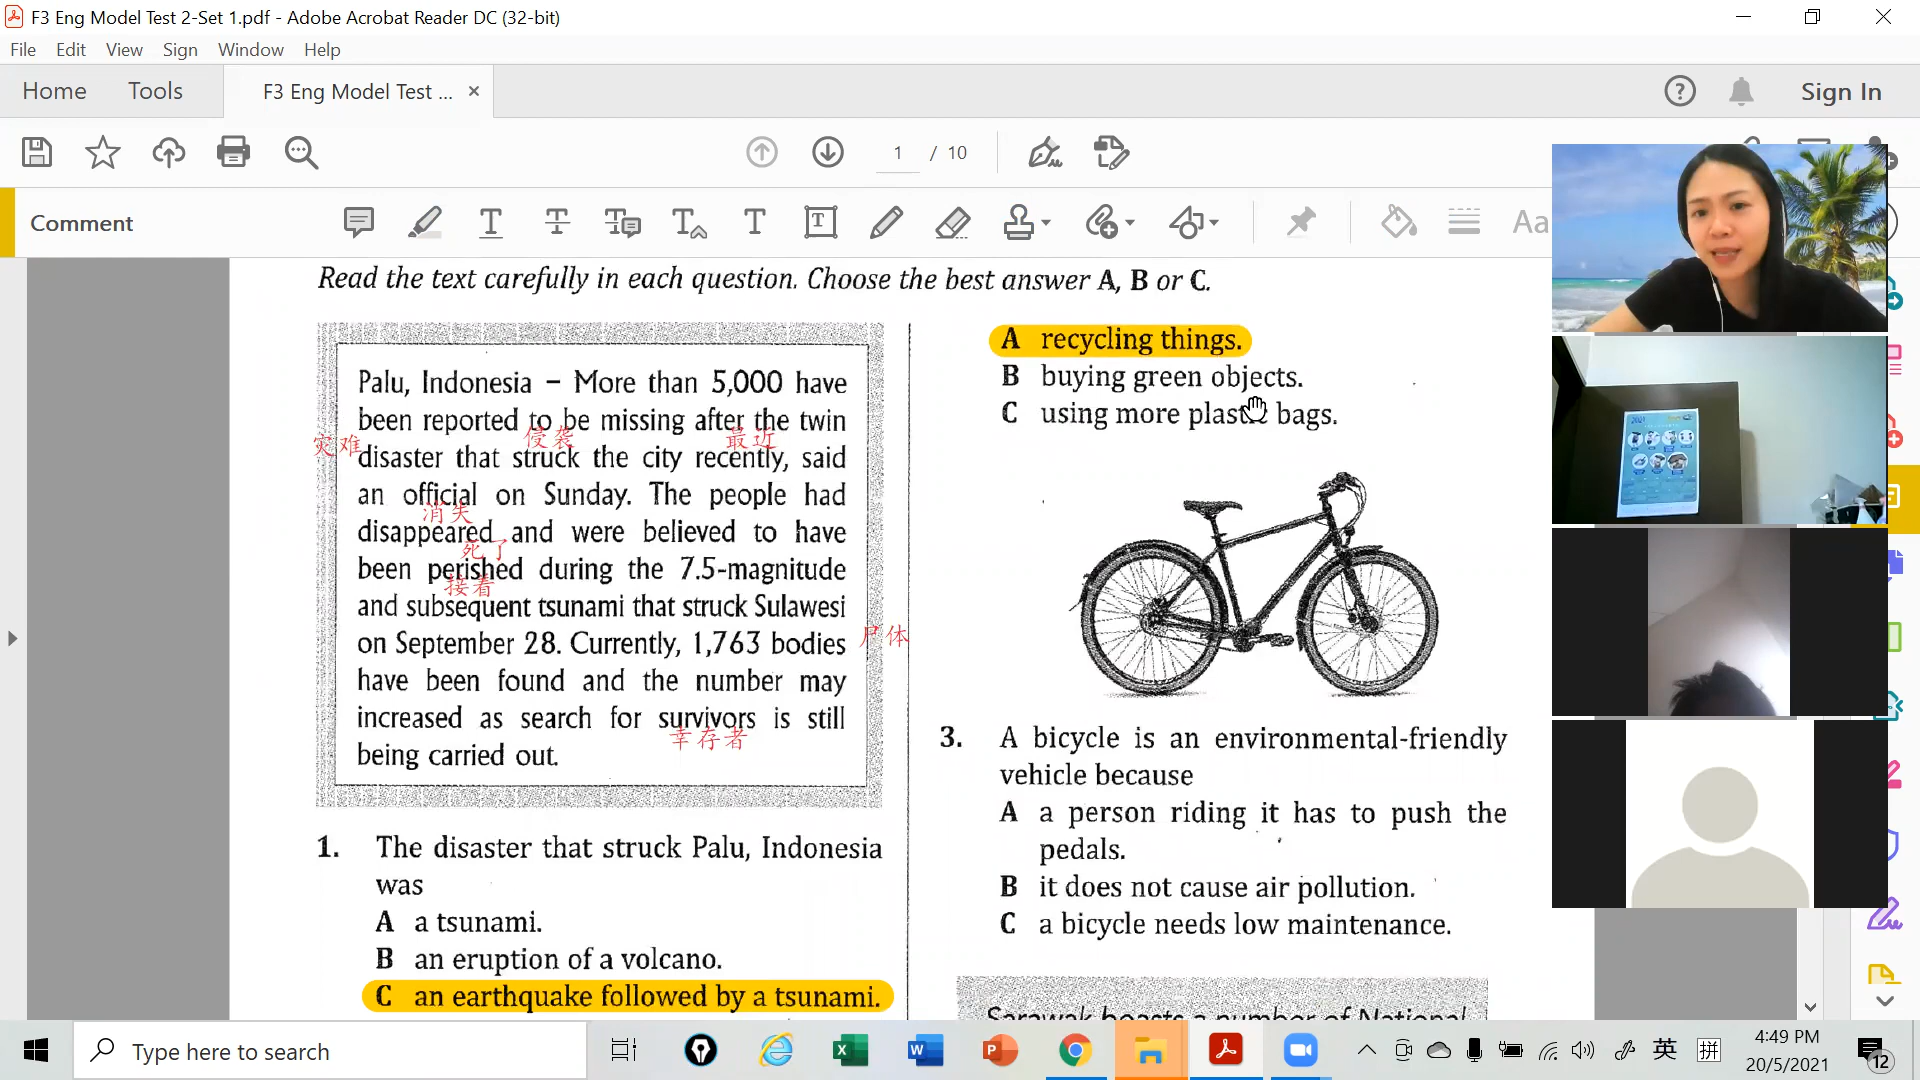 F3 Eng Model Test 2-Set 1.pdf - Adobe Acrobat Reader DC (32-bit)
File Edit View Sign Window Help
Home Tools F3 Eng Model Test ... × Sign In
1 / 10
Comment
Aa
Read the text carefully in each question. Choose the best answer A, B or C.
Palu, Indonesia – More than 5,000 have
been reported to be missing after the twin
灾难 侵袭 最近
disaster that struck the city recently, said
an official on Sunday. The people had
消失
disappeared and were believed to have
死了
been perished during the 7.5-magnitude
接着
and subsequent tsunami that struck Sulawesi
on September 28. Currently, 1,763 bodies
尸体
have been found and the number may
increased as search for survivors is still
幸存者
being carried out.
1. The disaster that struck Palu, Indonesia
was
A a tsunami.
B an eruption of a volcano.
C an earthquake followed by a tsunami.
A recycling things.
B buying green objects.
C using more plastic bags.
3. A bicycle is an environmental-friendly
vehicle because
A a person riding it has to push the
pedals.
B it does not cause air pollution.
C a bicycle needs low maintenance.
Sarawak boasts a number of National
2021
Type here to search
英 拼
4:49 PM
20/5/2021
12